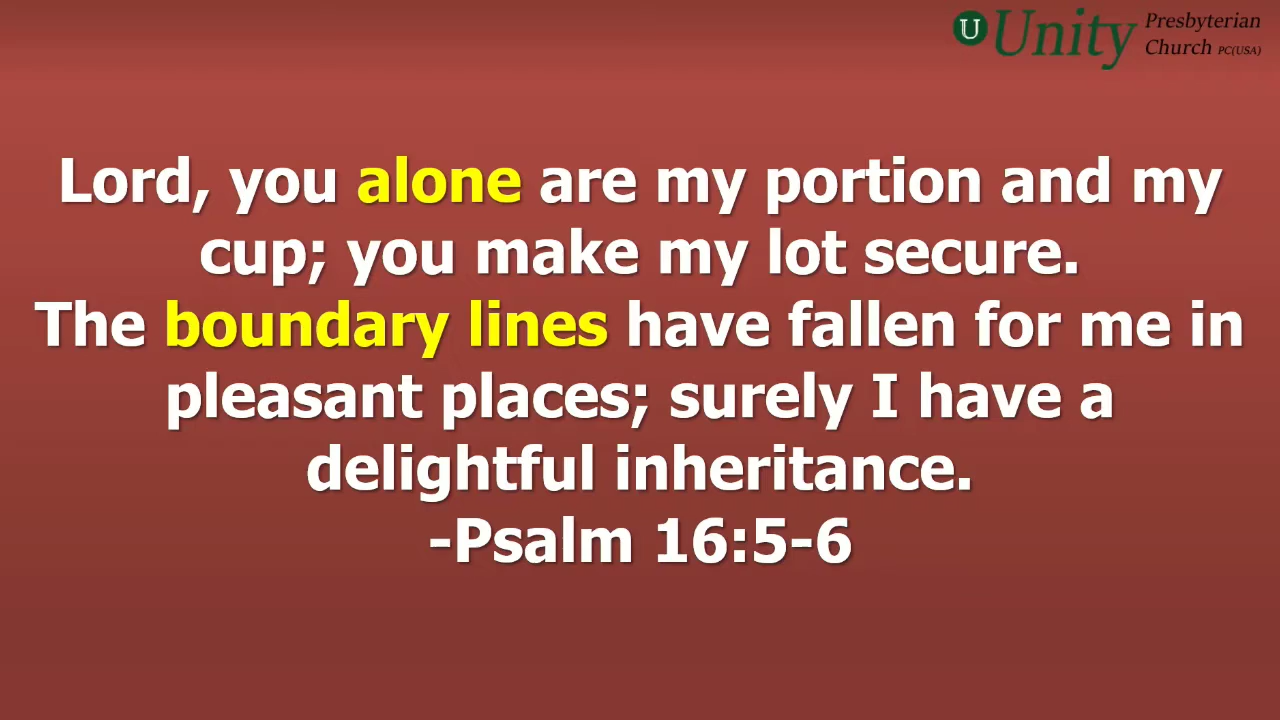 U Unity Presbyterian
Church PC(USA)
Lord, you alone are my portion and my
cup; you make my lot secure.
The boundary lines have fallen for me in
pleasant places; surely I have a
delightful inheritance.
-Psalm 16:5-6